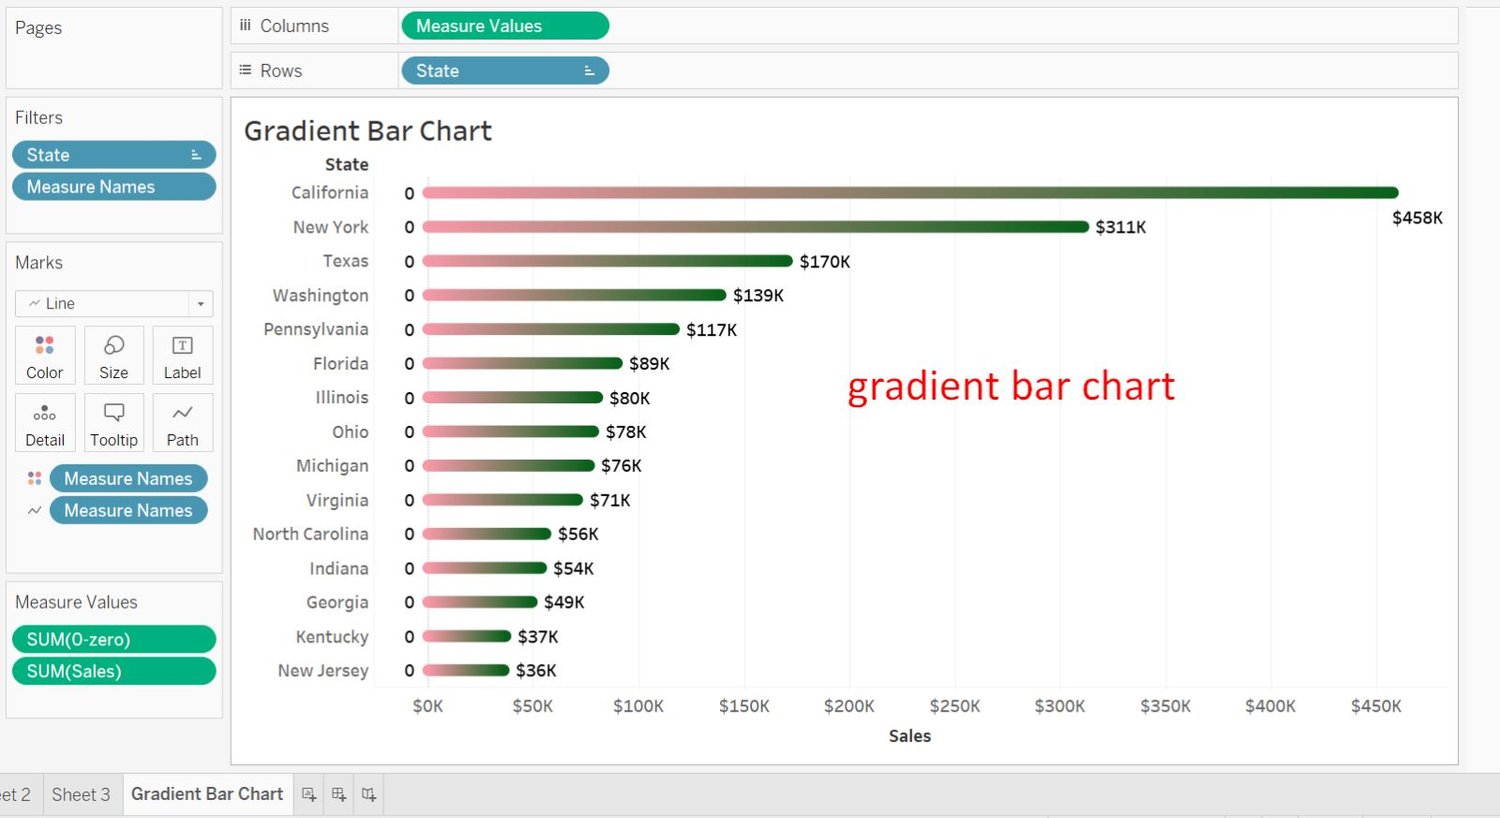 Pages
Columns
Measure Values
Rows
State
Filters
State
Measure Names
Marks
Line
Color
Size
Label
Detail
Tooltip
Path
Measure Names
Measure Names
Measure Values
SUM(0-zero)
SUM(Sales)
Gradient Bar Chart
State
California 0 $458K
New York 0 $311K
Texas 0 $170K
Washington 0 $139K
Pennsylvania 0 $117K
Florida 0 $89K
Illinois 0 $80K
Ohio 0 $78K
Michigan 0 $76K
Virginia 0 $71K
North Carolina 0 $56K
Indiana 0 $54K
Georgia 0 $49K
Kentucky 0 $37K
New Jersey 0 $36K
gradient bar chart
$0K $50K $100K $150K $200K $250K $300K $350K $400K $450K
Sales
eet 2 Sheet 3 Gradient Bar Chart